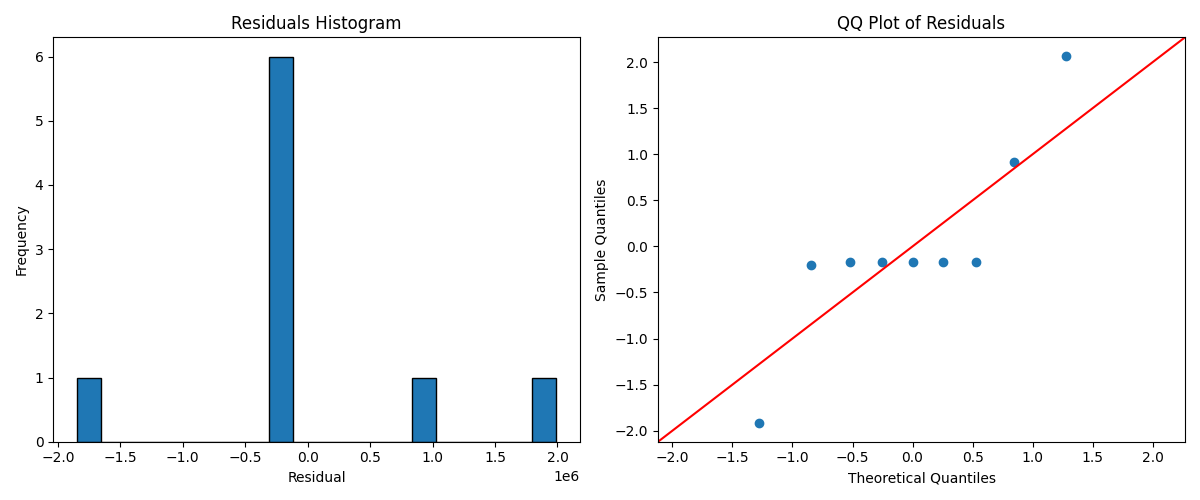 Residuals Histogram
Frequency
6
5
4
3
2
1
0
−2.0 −1.5 −1.0 −0.5 0.0 0.5 1.0 1.5 2.0
1e6
Residual
QQ Plot of Residuals
Sample Quantiles
2.0
1.5
1.0
0.5
0.0
−0.5
−1.0
−1.5
−2.0
−2.0 −1.5 −1.0 −0.5 0.0 0.5 1.0 1.5 2.0
Theoretical Quantiles